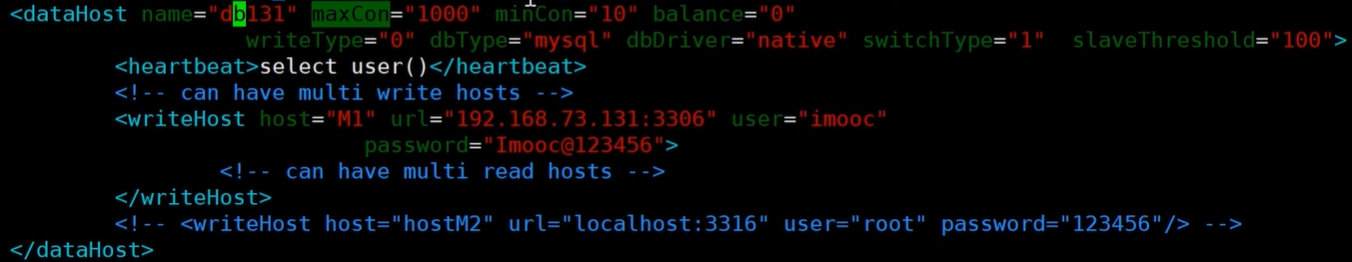 <dataHost name="db131" maxCon="1000" minCon="10" balance="0"
writeType="0" dbType="mysql" dbDriver="native" switchType="1" slaveThreshold="100">
<heartbeat>select user()</heartbeat>
<!-- can have multi write hosts -->
<writeHost host="M1" url="192.168.73.131:3306" user="imooc"
password="Imooc@123456">
<!-- can have multi read hosts -->
</writeHost>
<!-- <writeHost host="hostM2" url="localhost:3316" user="root" password="123456"/> -->
</dataHost>